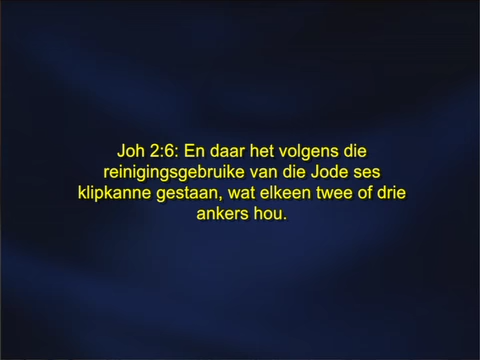 Joh 2:6: En daar het volgens die
reinigingsgebruike van die Jode ses
klipkanne gestaan, wat elkeen twee of drie
ankers hou.